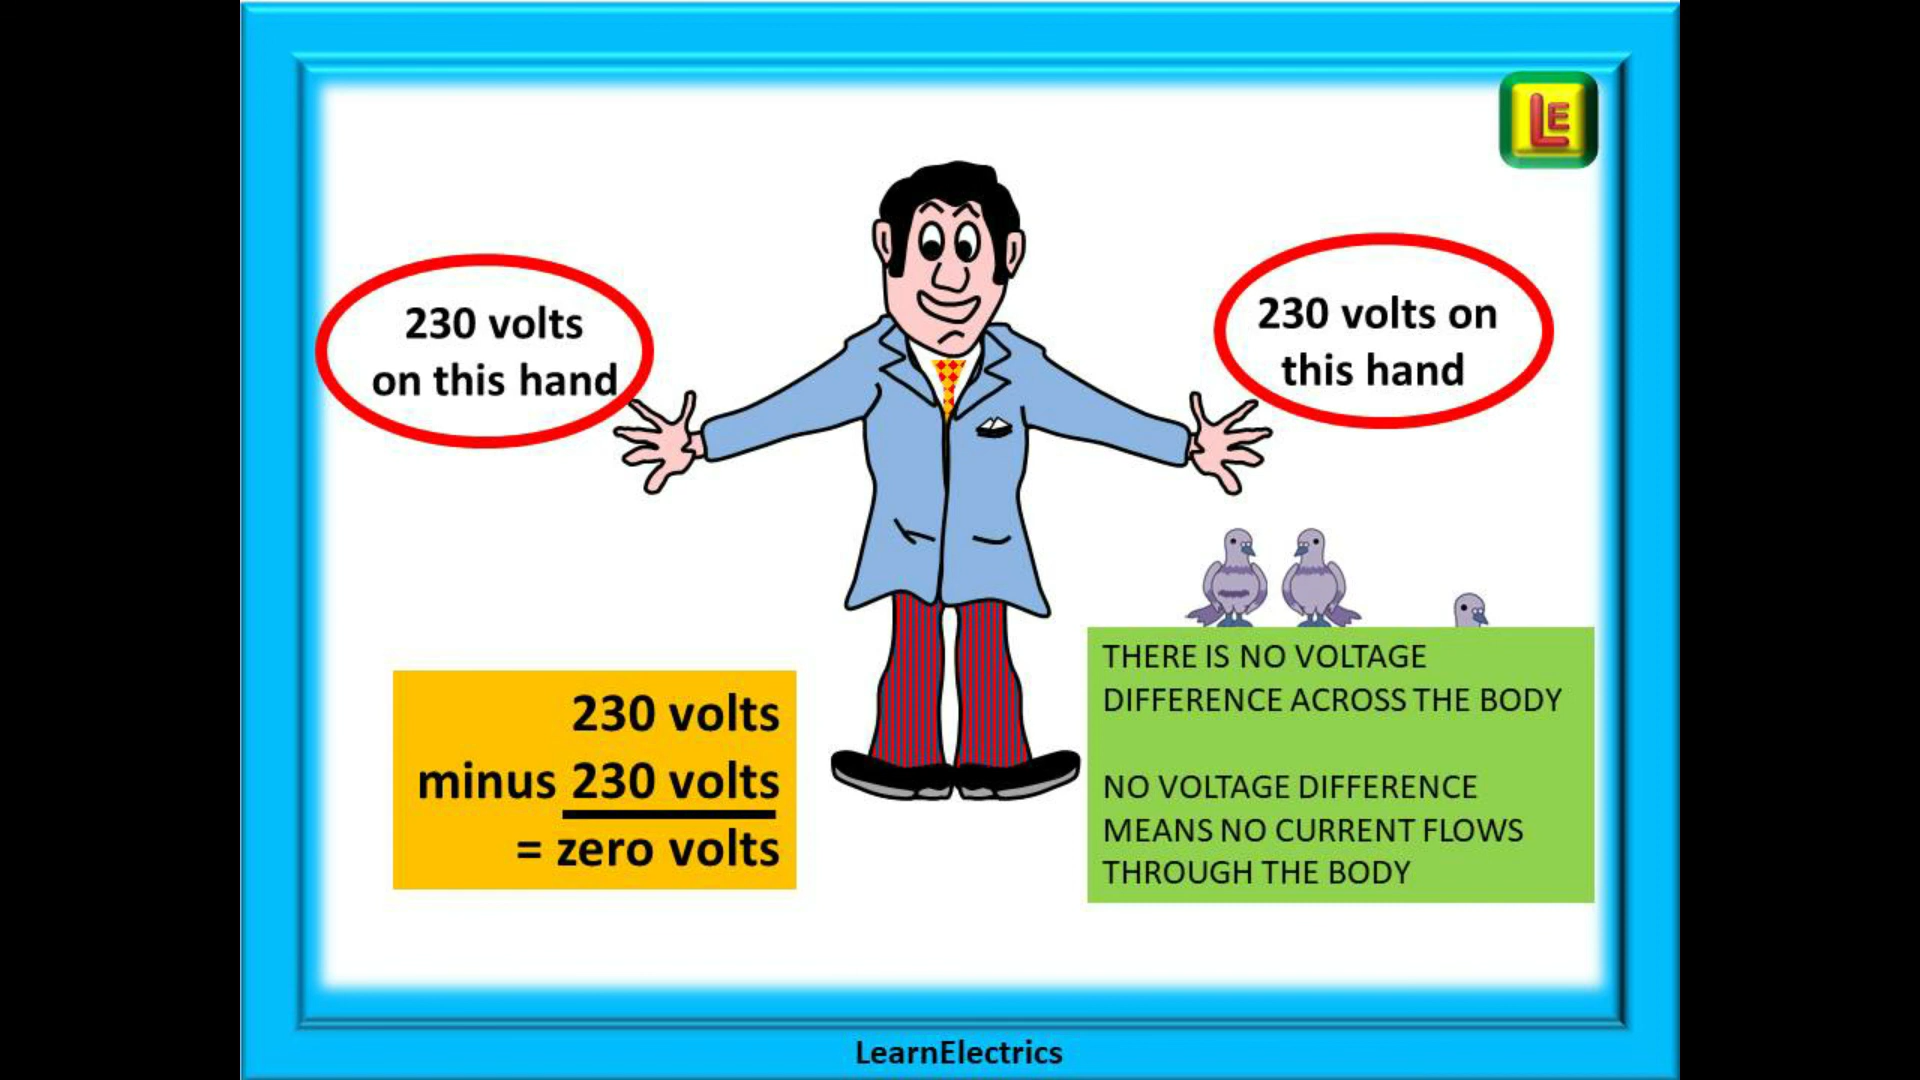 LE
230 volts
on this hand
230 volts on
this hand
230 volts
minus 230 volts
= zero volts
THERE IS NO VOLTAGE
DIFFERENCE ACROSS THE BODY
NO VOLTAGE DIFFERENCE
MEANS NO CURRENT FLOWS
THROUGH THE BODY
LearnElectrics